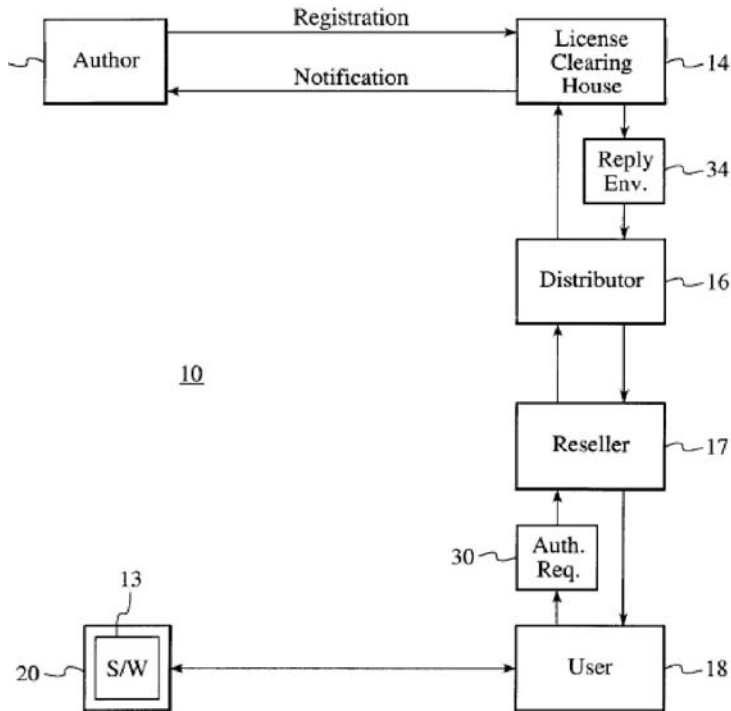 Registration
Author
License
Clearing
House
14
Notification
Reply
Env.
34
Distributor
16
10
Reseller
17
30
Auth.
Req.
13
20
S/W
User
18